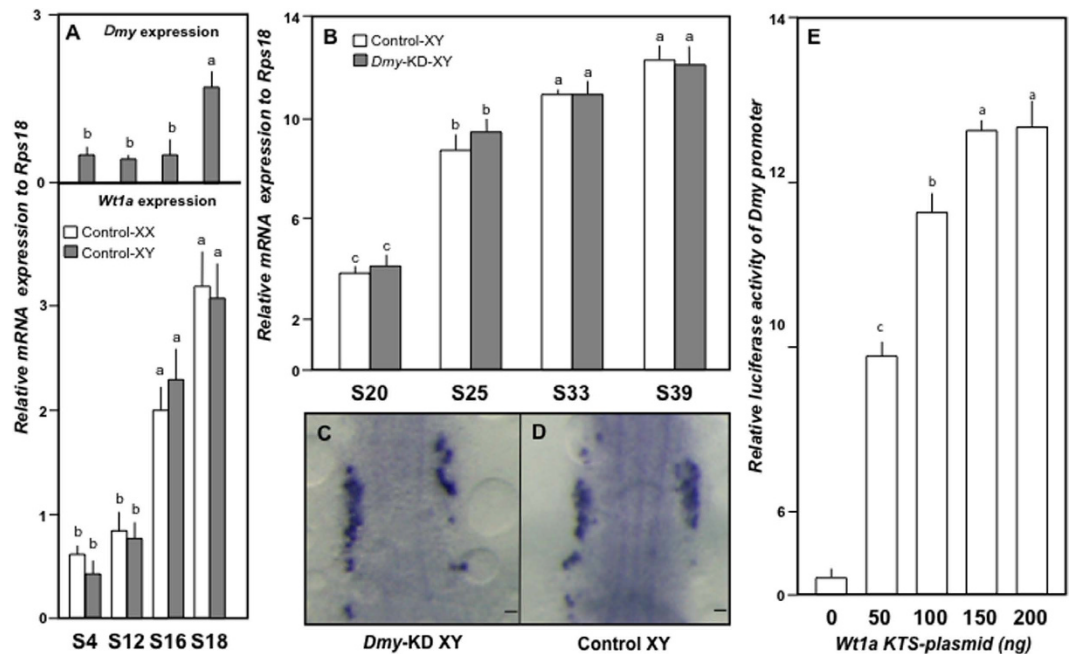 A
Dmy expression
3
a
b
b
b
0
Wt1a expression
Control-XX
Control-XY
a
a
3
a
a
2
b
b
1
b
b
0
S4 S12 S16 S18
Relative mRNA expression to Rps18
B
14
Control-XY
Dmy-KD-XY
a
a
a
a
10
b
b
6
c
c
2
0
S20 S25 S33 S39
Relative mRNA expression to Rps18
C
D
Dmy-KD XY
Control XY
E
14
a
a
12
b
10
c
6
0
0 50 100 150 200
Wt1a KTS-plasmid (ng)
Relative luciferase activity of Dmy promoter